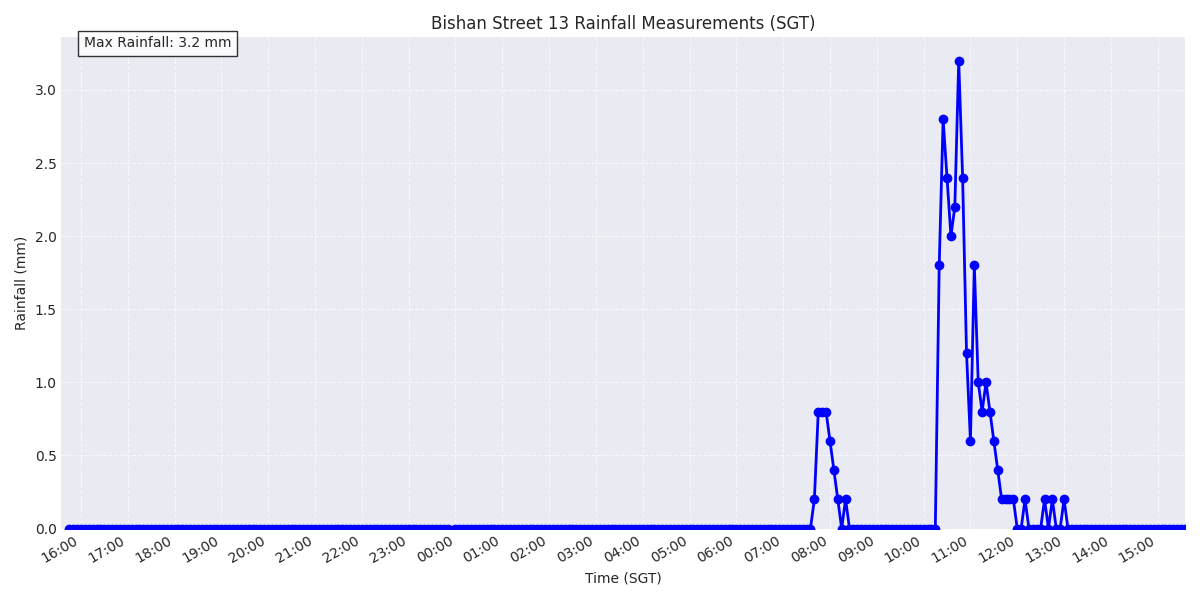 Bishan Street 13 Rainfall Measurements (SGT)
Max Rainfall: 3.2 mm
3.0
2.5
2.0
1.5
1.0
0.5
0.0
Rainfall (mm)
16:00 17:00 18:00 19:00 20:00 21:00 22:00 23:00 00:00 01:00 02:00 03:00 04:00 05:00 06:00 07:00 08:00 09:00 10:00 11:00 12:00 13:00 14:00 15:00
Time (SGT)